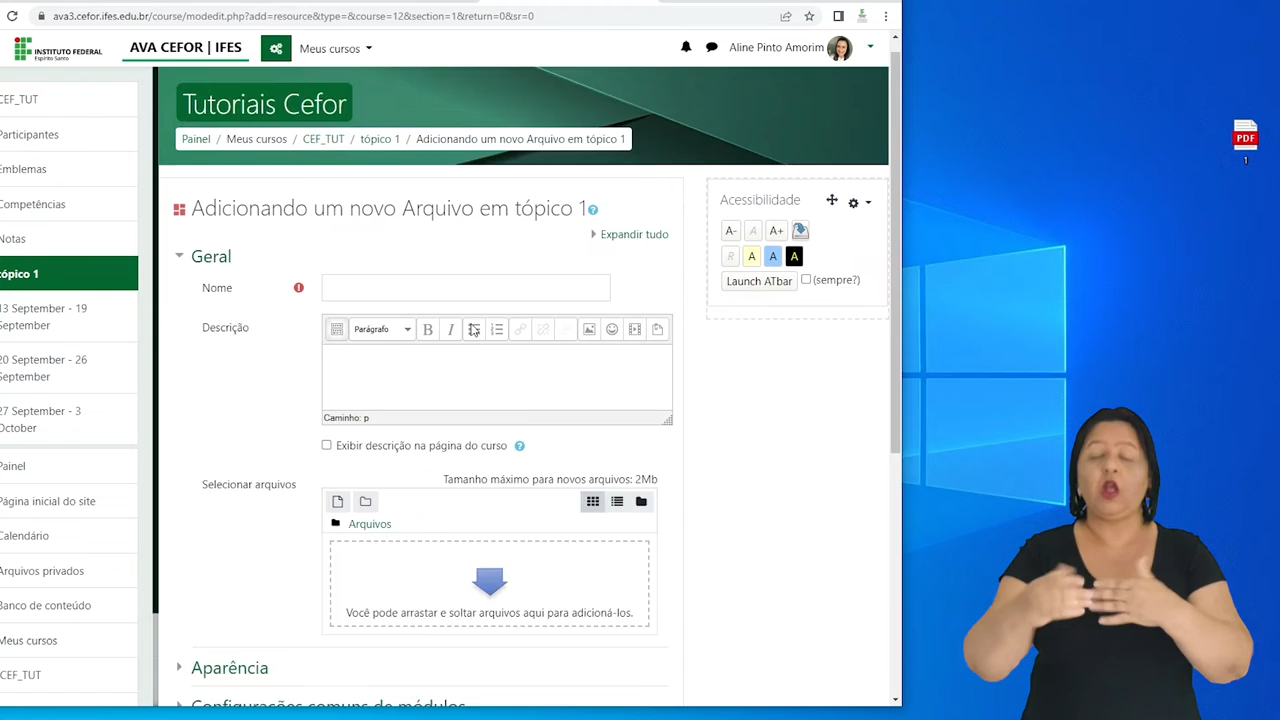 ava3.cefor.ifes.edu.br/course/modedit.php?add=resource&type=&course=12&section=1&return=0&sr=0
INSTITUTO FEDERAL
Espírito Santo
AVA CEFOR | IFES
Meus cursos
Aline Pinto Amorim
CEF_TUT
Participantes
Emblemas
Competências
Notas
tópico 1
13 September - 19
September
20 September - 26
September
27 September - 3
October
Painel
Página inicial do site
Calendário
Arquivos privados
Banco de conteúdo
Meus cursos
CEF_TUT
Tutoriais Cefor
Painel / Meus cursos / CEF_TUT / tópico 1 / Adicionando um novo Arquivo em tópico 1
Adicionando um novo Arquivo em tópico 1
Expandir tudo
Geral
Nome
Descrição
Parágrafo
B I
Caminho: p
Exibir descrição na página do curso
Selecionar arquivos
Tamanho máximo para novos arquivos: 2Mb
Arquivos
Você pode arrastar e soltar arquivos aqui para adicioná-los.
Aparência
Configurações comuns de módulos
Acessibilidade
A- A A+
R A A A
Launch ATbar (sempre?)
PDF
1